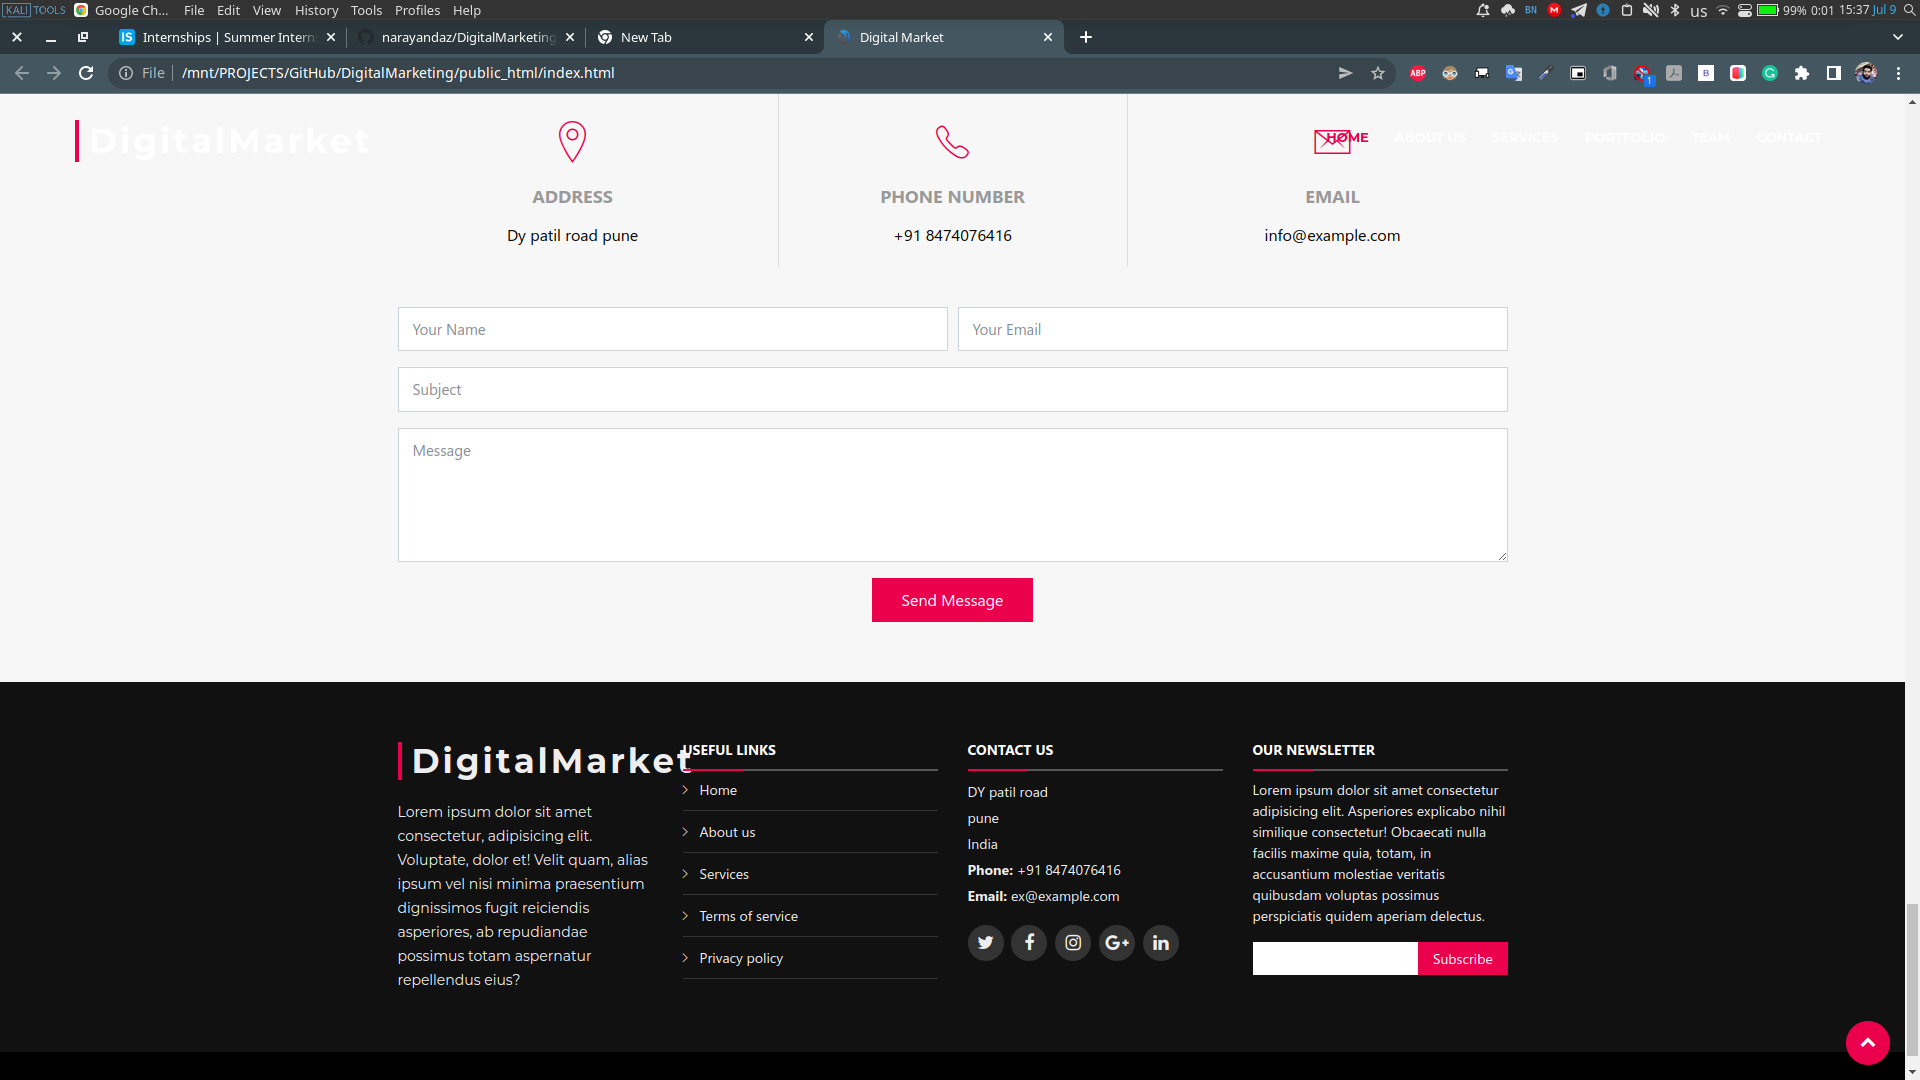 KALI TOOLS Google Ch... File Edit View History Tools Profiles Help BN us 99% 0:01 15:37 Jul 9
Internships | Summer Intern narayandaz/DigitalMarketing New Tab Digital Market
File /mnt/PROJECTS/GitHub/DigitalMarketing/public_html/index.html ABP 1 B
DigitalMarket HOME ABOUT US SERVICES PORTFOLIO TEAM CONTACT
ADDRESS PHONE NUMBER EMAIL
Dy patil road pune +91 8474076416 info@example.com
Your Name Your Email
Subject
Message
Send Message
DigitalMarket
Lorem ipsum dolor sit amet
consectetur, adipisicing elit.
Voluptate, dolor et! Velit quam, alias
ipsum vel nisi minima praesentium
dignissimos fugit reiciendis
asperiores, ab repudiandae
possimus totam aspernatur
repellendus eius?
USEFUL LINKS
Home
About us
Services
Terms of service
Privacy policy
CONTACT US
DY patil road
pune
India
Phone: +91 8474076416
Email: ex@example.com
OUR NEWSLETTER
Lorem ipsum dolor sit amet consectetur
adipisicing elit. Asperiores explicabo nihil
similique consectetur! Obcaecati nulla
facilis maxime quia, totam, in
accusantium molestiae veritatis
quibusdam voluptas possimus
perspiciatis quidem aperiam delectus.
Subscribe